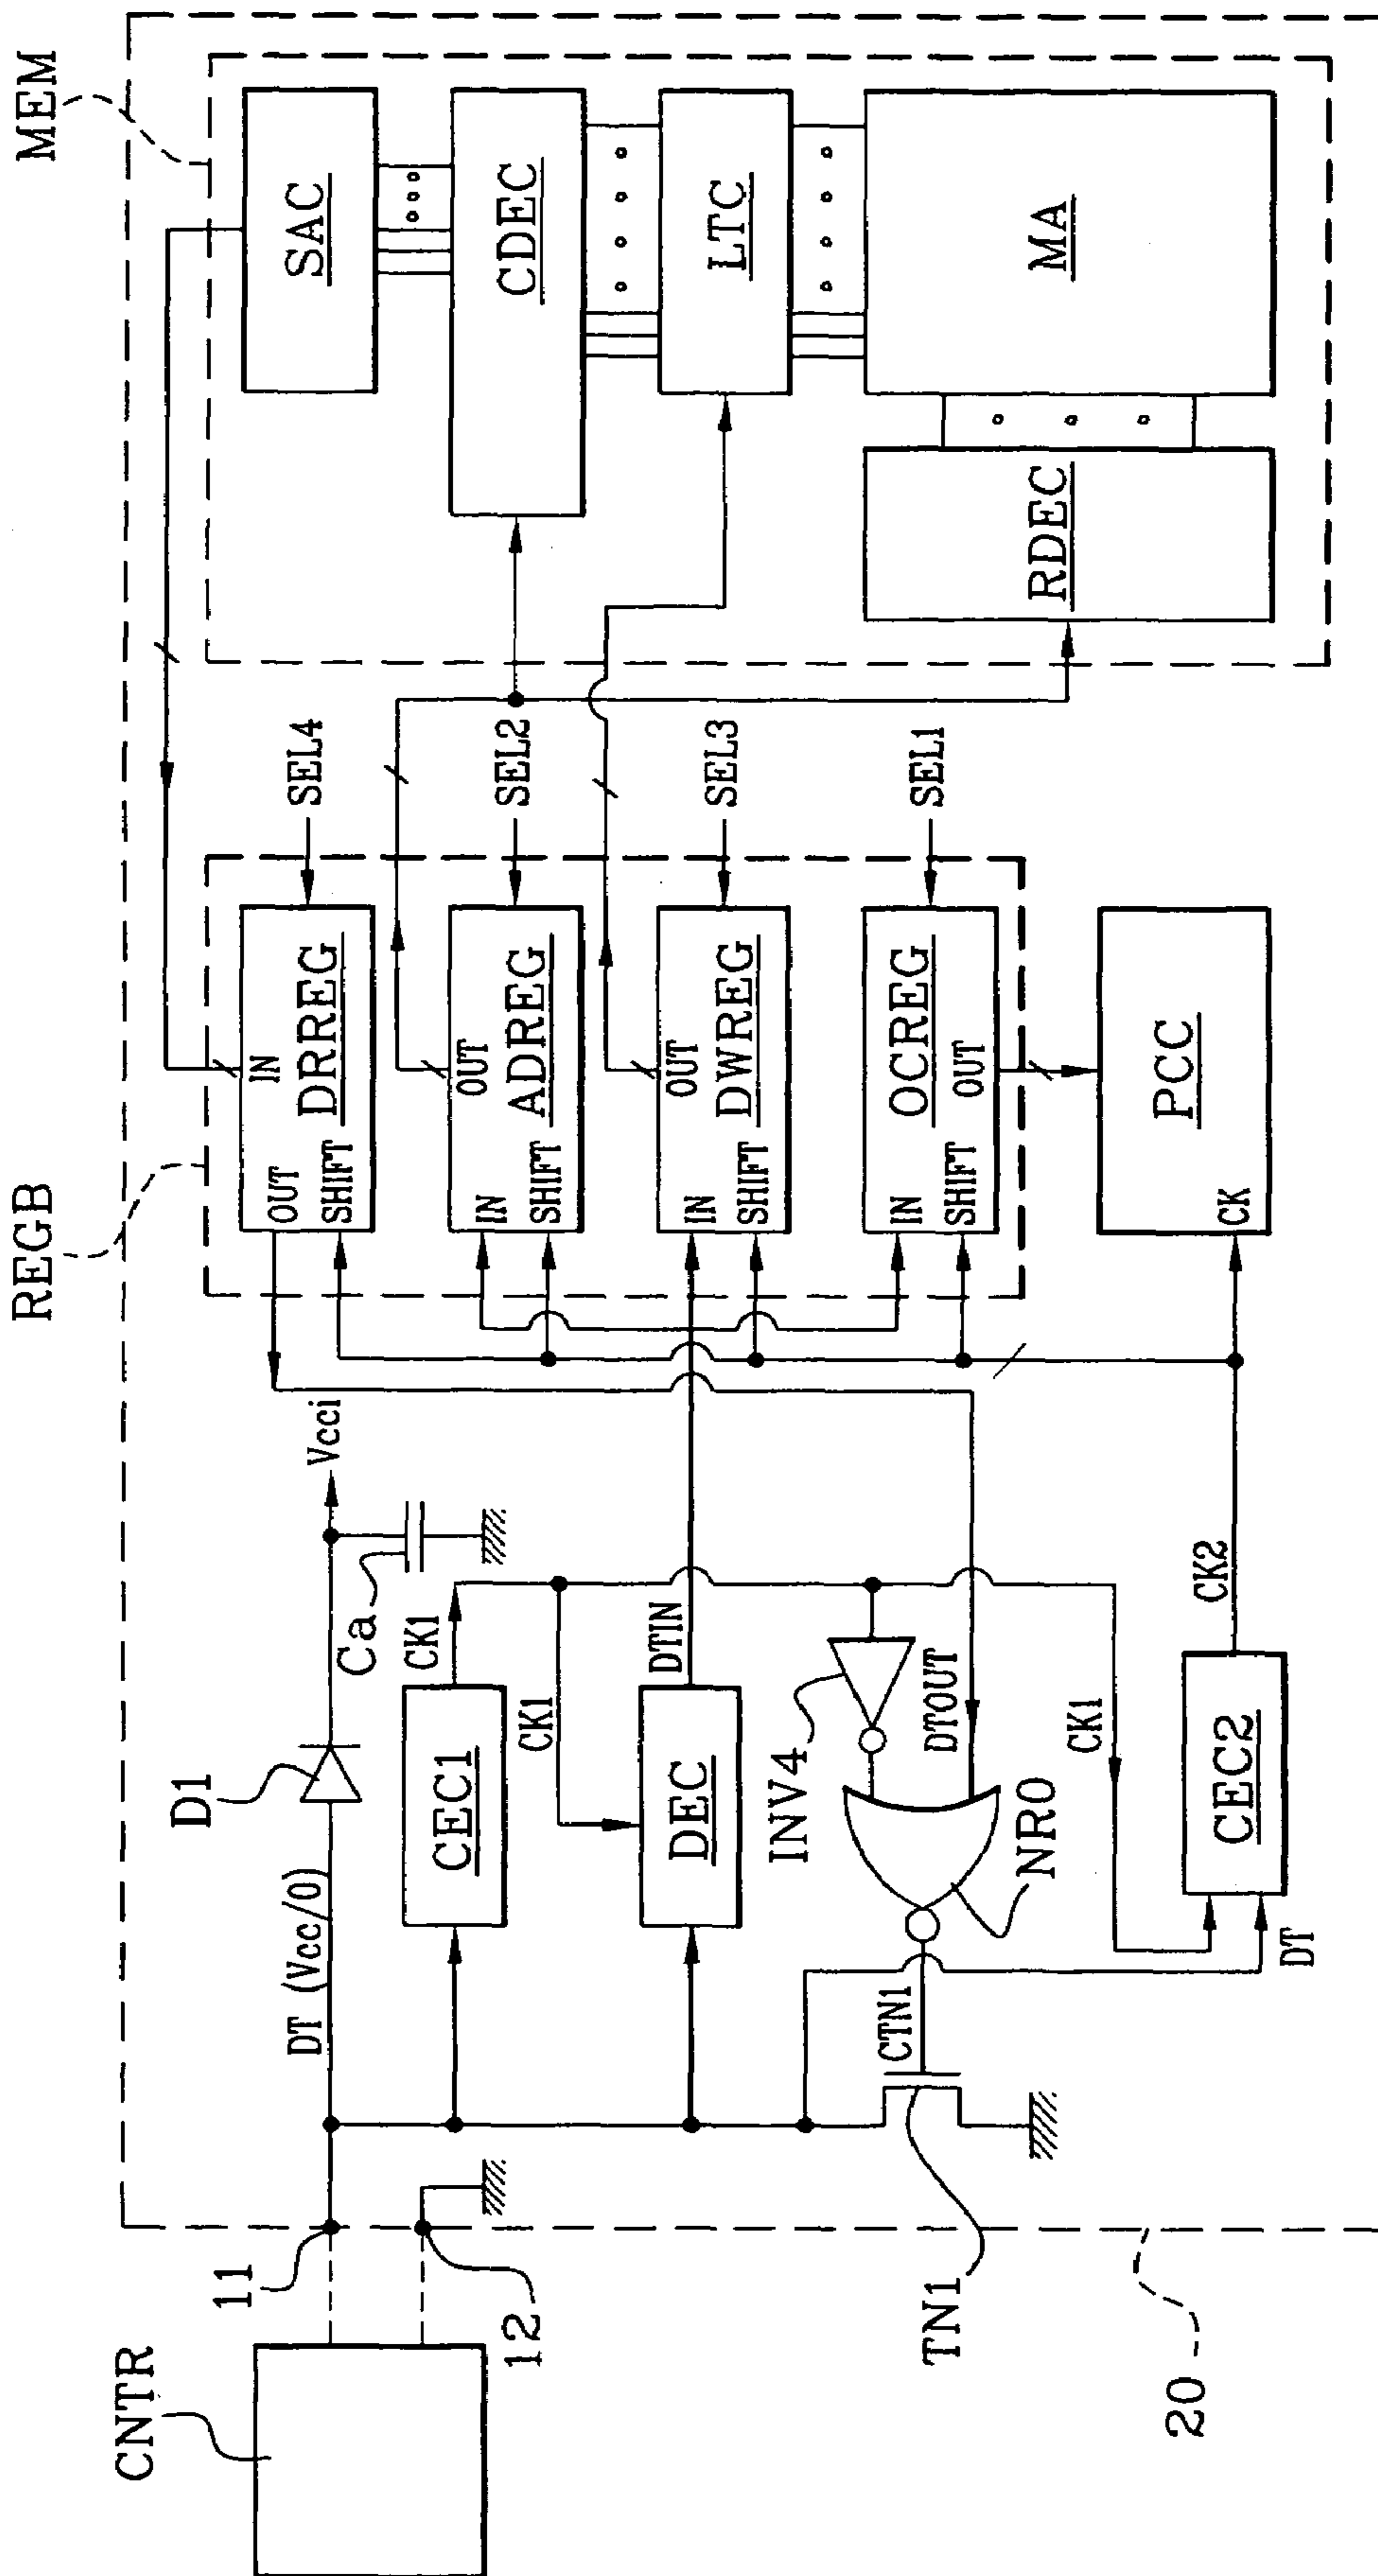 MEM
REGB
SAC
CDEC
LTC
MA
RDEC
SEL4
SEL2
SEL3
SEL1
IN
DRREG
OUT
SHIFT
OUT
ADREG
IN
SHIFT
OUT
DWREG
IN
SHIFT
OCREG
OUT
IN
SHIFT
PCC
CK
Vcci
Ca
D1
DT (Vcc/0)
CK1
CEC1
CK1
DTIN
DEC
INV4
DTOUT
NR0
CK1
CK2
CEC2
DT
CTN1
TN1
11
12
CNTR
20